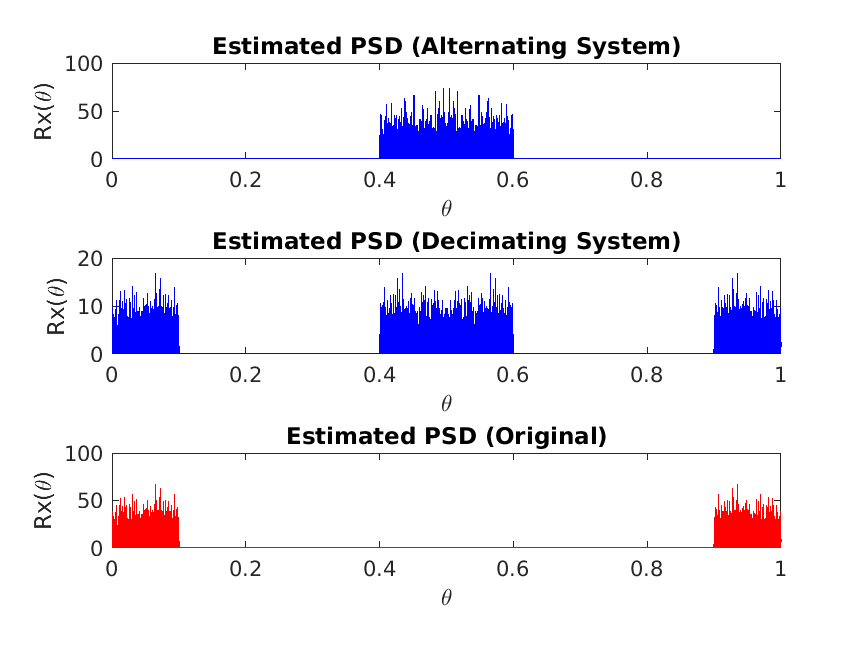 Estimated PSD (Alternating System)
100
50
0
Rx(θ)
0 0.2 0.4 0.6 0.8 1
θ
Estimated PSD (Decimating System)
20
10
0
Rx(θ)
0 0.2 0.4 0.6 0.8 1
θ
Estimated PSD (Original)
100
50
0
Rx(θ)
0 0.2 0.4 0.6 0.8 1
θ